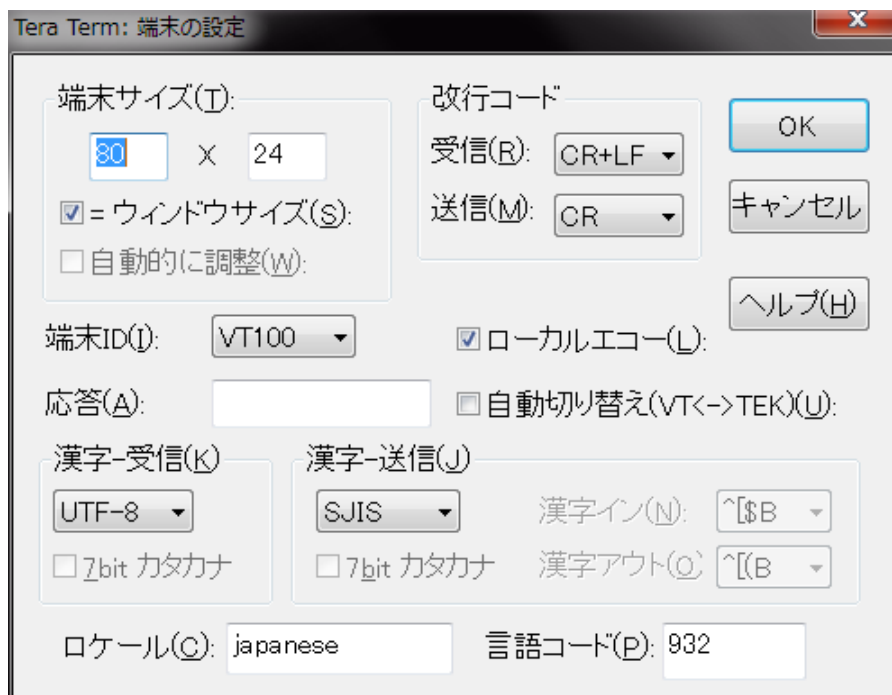 Tera Term: 端末の設定
端末サイズ(T):
80 X 24
☑= ウィンドウサイズ(S):
☐自動的に調整(W):
改行コード
受信(R): CR+LF
送信(M): CR
OK
キャンセル
ヘルプ(H)
端末ID(I): VT100
☑ローカルエコー(L):
応答(A):
☐自動切り替え(VT<->TEK)(U):
漢字-受信(K)
UTF-8
☐7bit カタカナ
漢字-送信(J)
SJIS
☐7bit カタカナ
漢字イン(N): ^[$B
漢字アウト(O) ^[(B
ロケール(C): japanese
言語コード(P): 932